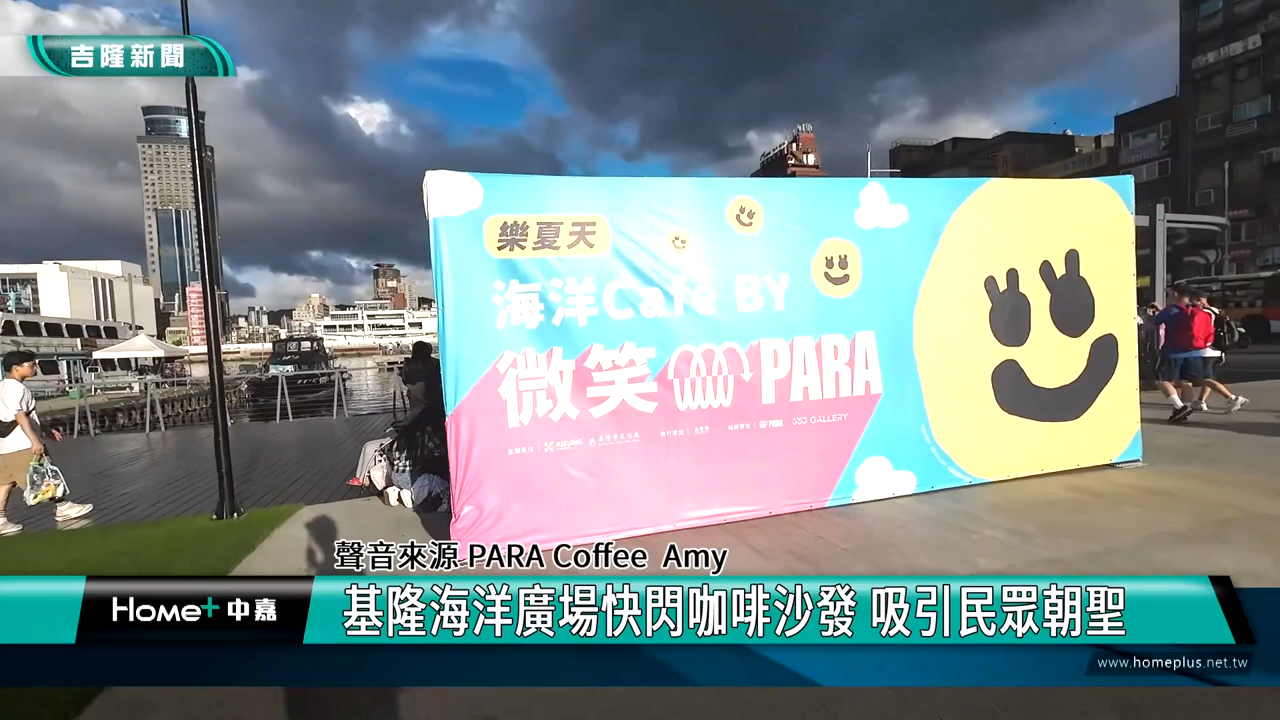 吉隆新聞
樂夏天
海洋Cafe BY
微笑 PARA
GALLERY
聲音來源 PARA Coffee Amy
Home+ 中嘉
基隆海洋廣場快閃咖啡沙發 吸引民眾朝聖
www.homeplus.net.tw